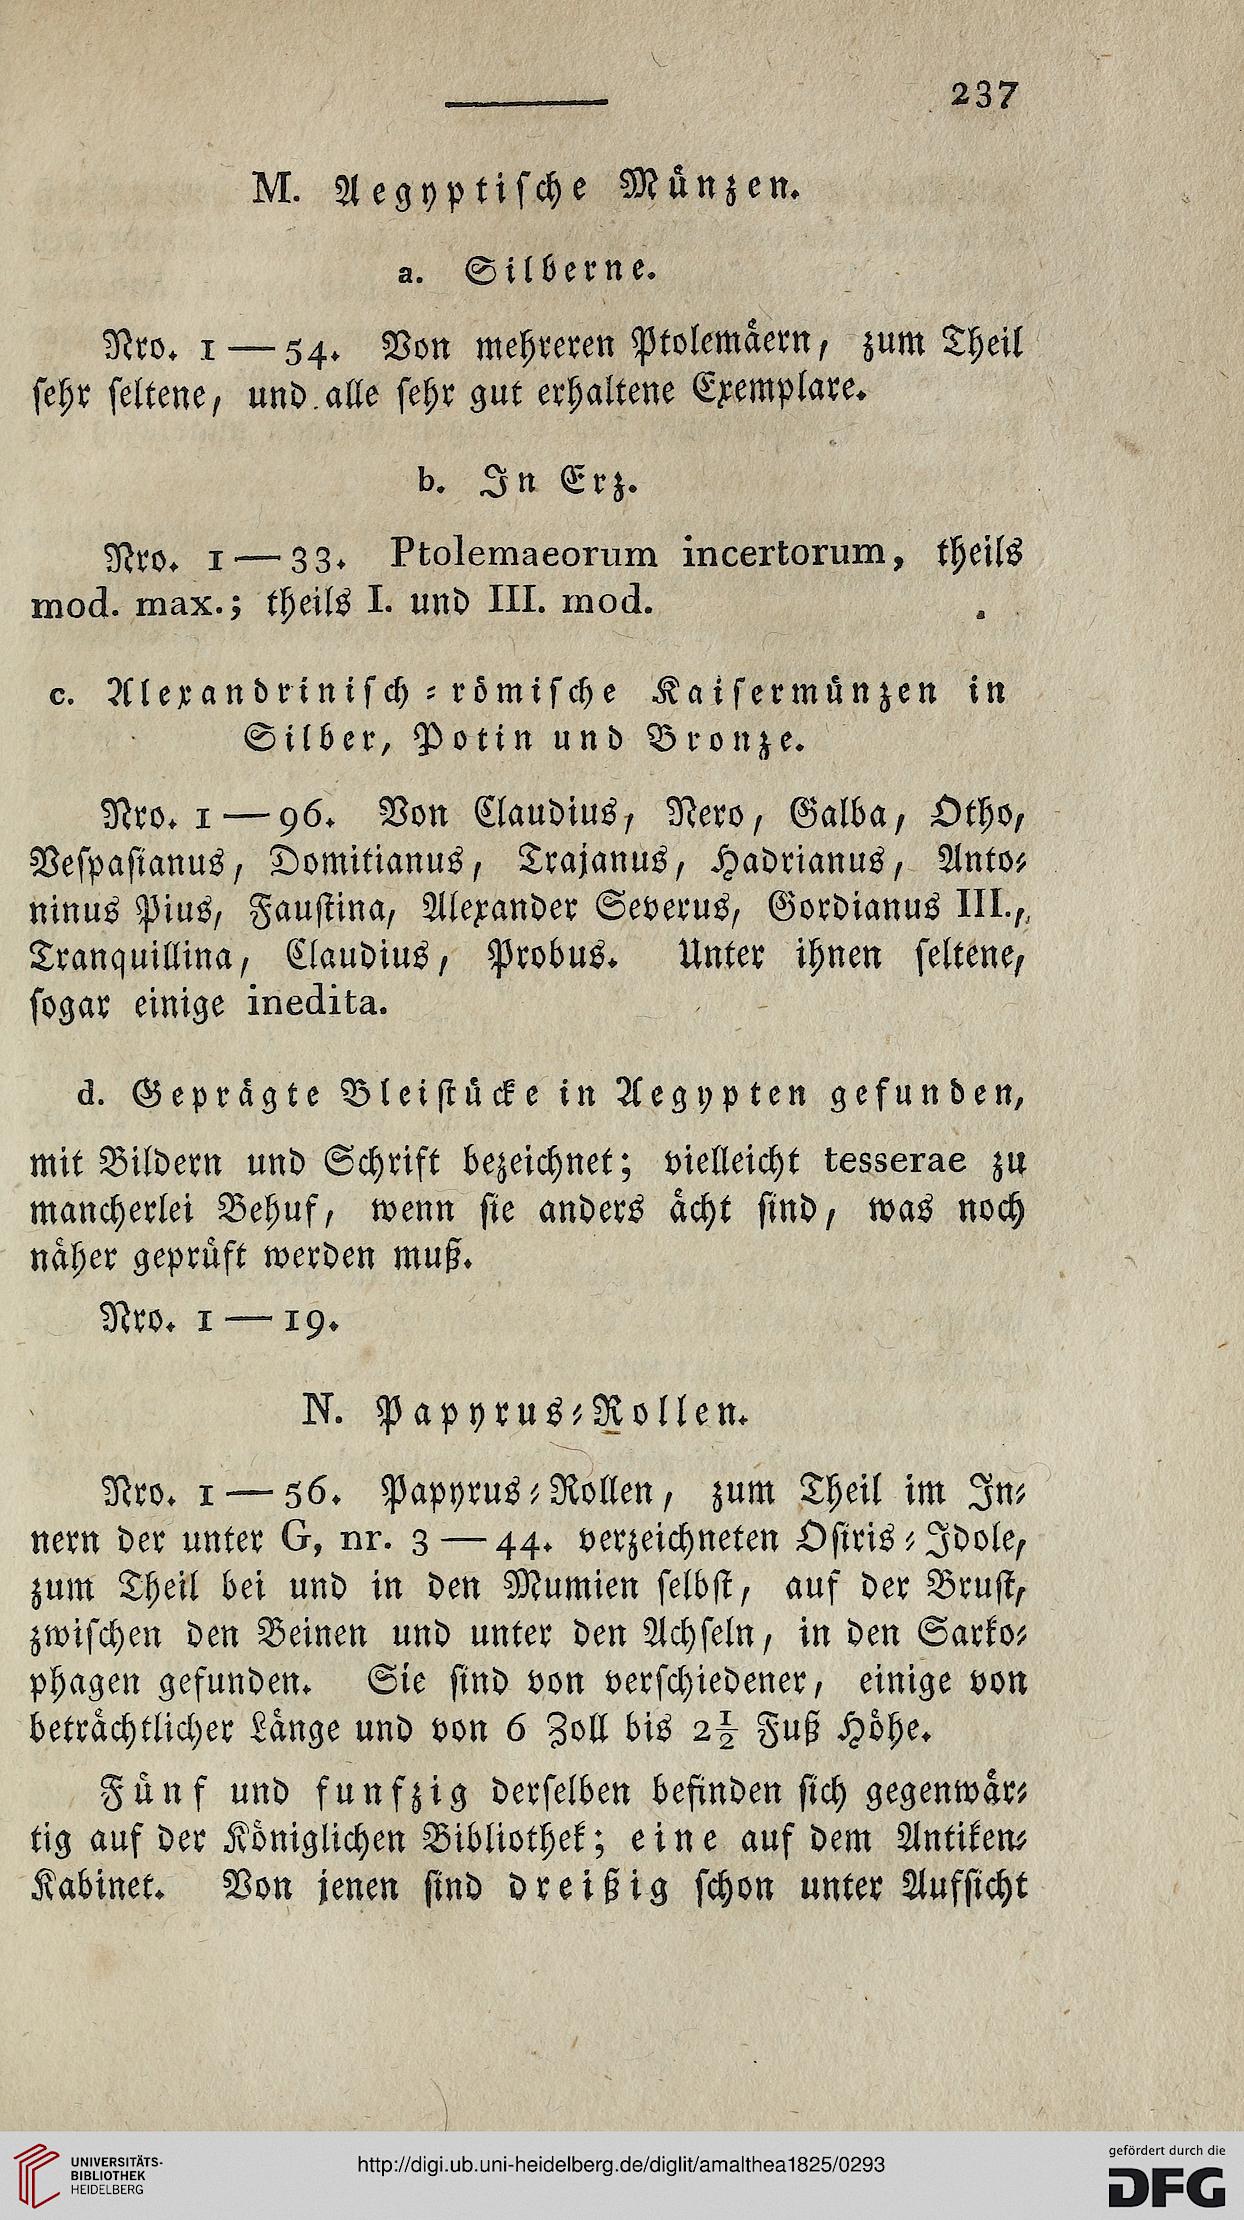 237
M. Aegyptische Münzen.
a. Silberne.
Nro. 1 — 54. Von mehreren Ptolemäern, zum Theil
sehr seltene, und alle sehr gut erhaltene Exemplare.
b. In Erz.
Nro. 1 — 33. Ptolemaeorum incertorum, theils
mod. max.; theils I. und III. mod.
c. Alexandrinisch-römische Kaisermünzen in
Silber, Potin und Bronze.
Nro. 1 — 96. Von Claudius, Nero, Galba, Otho,
Vespasianus, Domitianus, Trajanus, Hadrianus, Anto-
ninus Pius, Faustina, Alexander Severus, Gordianus III.,
Tranquillina, Claudius, Probus. Unter ihnen seltene,
sogar einige inedita.
d. Geprägte Bleistücke in Aegypten gefunden,
mit Bildern und Schrift bezeichnet; vielleicht tesserae zu
mancherlei Behuf, wenn sie anders ächt sind, was noch
näher geprüft werden muß.
Nro. 1 — 19.
N. Papyrus-Rollen.
Nro. 1 — 56. Papyrus-Rollen, zum Theil im In-
nern der unter G, nr. 3 — 44. verzeichneten Osiris-Idole,
zum Theil bei und in den Mumien selbst, auf der Brust,
zwischen den Beinen und unter den Achseln, in den Sarko-
phagen gefunden. Sie sind von verschiedener, einige von
beträchtlicher Länge und von 6 Zoll bis 2½ Fuß Höhe.
Fünf und funfzig derselben befinden sich gegenwär-
tig auf der Königlichen Bibliothek; eine auf dem Antiken-
Kabinet. Von jenen sind dreißig schon unter Aufsicht
UNIVERSITÄTS-
BIBLIOTHEK
HEIDELBERG
http://digi.ub.uni-heidelberg.de/diglit/amalthea1825/0293
gefördert durch die
DFG